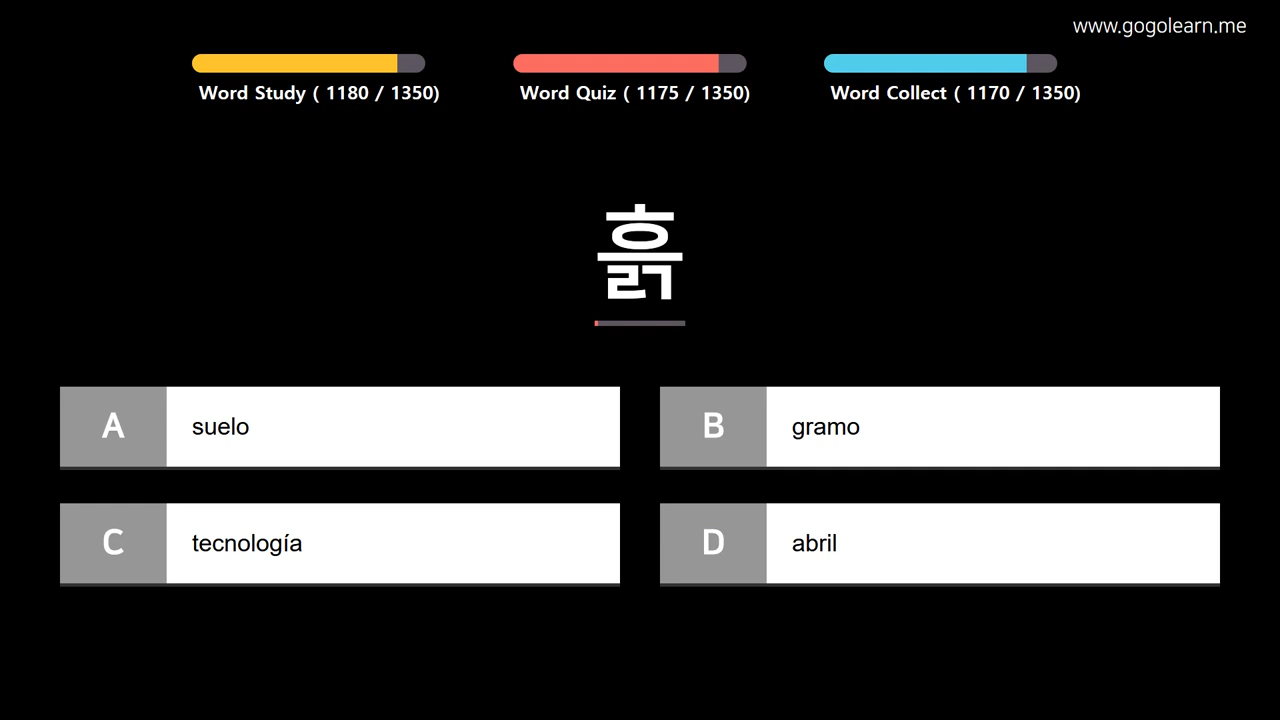 www.gogolearn.me
Word Study ( 1180 / 1350)
Word Quiz ( 1175 / 1350)
Word Collect ( 1170 / 1350)
흙
A suelo
B gramo
C tecnología
D abril